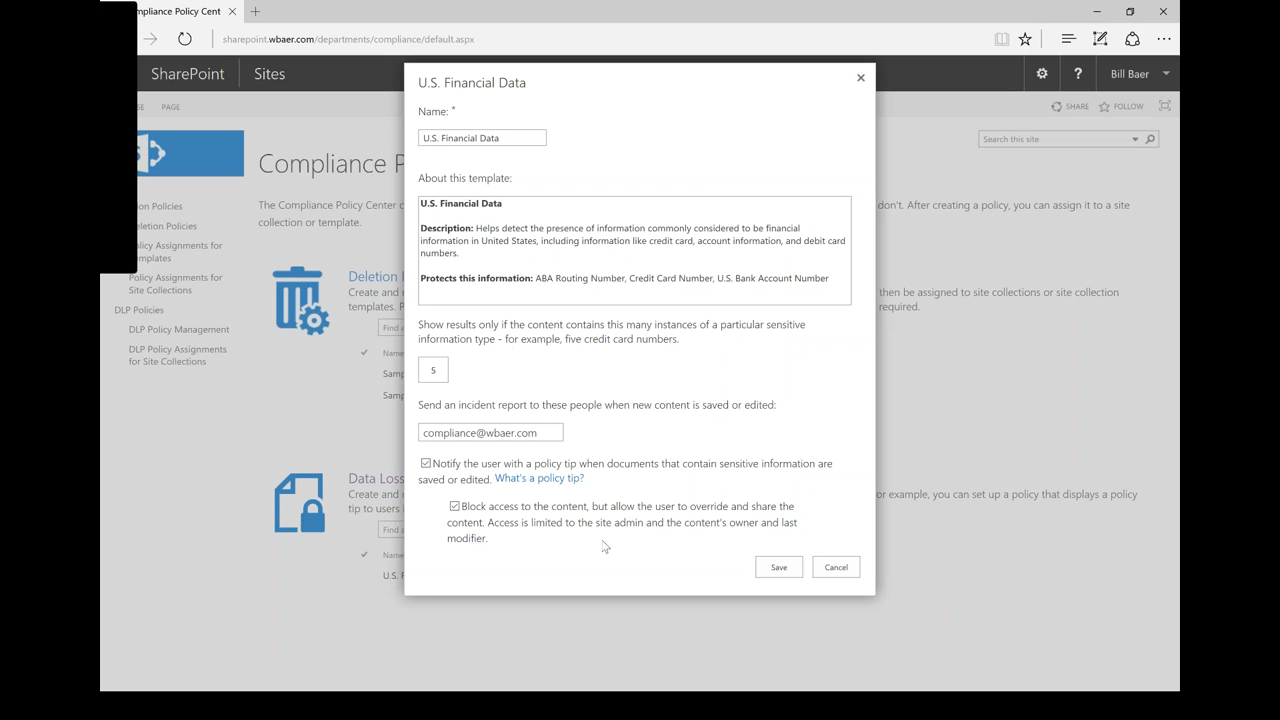 mpliance Policy Cent
sharepoint.wbaer.com/departments/compliance/default.aspx
SharePoint
Sites
?
Bill Baer
PAGE
SHARE
FOLLOW
Search this site
Compliance P
The Compliance Policy Center c
don't. After creating a policy, you can assign it to a site
collection or template.
on Policies
eletion Policies
olicy Assignments for
mplates
Policy Assignments for
Site Collections
DLP Policies
DLP Policy Management
DLP Policy Assignments
for Site Collections
Deletion
Create and
then be assigned to site collections or site collection
templates. P
required.
Find a
Name
Sam
Sam
Data Loss
Create and
or example, you can set up a policy that displays a policy
tip to users
Find a
Name
U.S. F
U.S. Financial Data
Name: *
U.S. Financial Data
About this template:
U.S. Financial Data
Description: Helps detect the presence of information commonly considered to be financial
information in United States, including information like credit card, account information, and debit card
numbers.
Protects this information: ABA Routing Number, Credit Card Number, U.S. Bank Account Number
Show results only if the content contains this many instances of a particular sensitive
information type - for example, five credit card numbers.
5
Send an incident report to these people when new content is saved or edited:
compliance@wbaer.com
Notify the user with a policy tip when documents that contain sensitive information are
saved or edited. What's a policy tip?
Block access to the content, but allow the user to override and share the
content. Access is limited to the site admin and the content's owner and last
modifier.
Save
Cancel